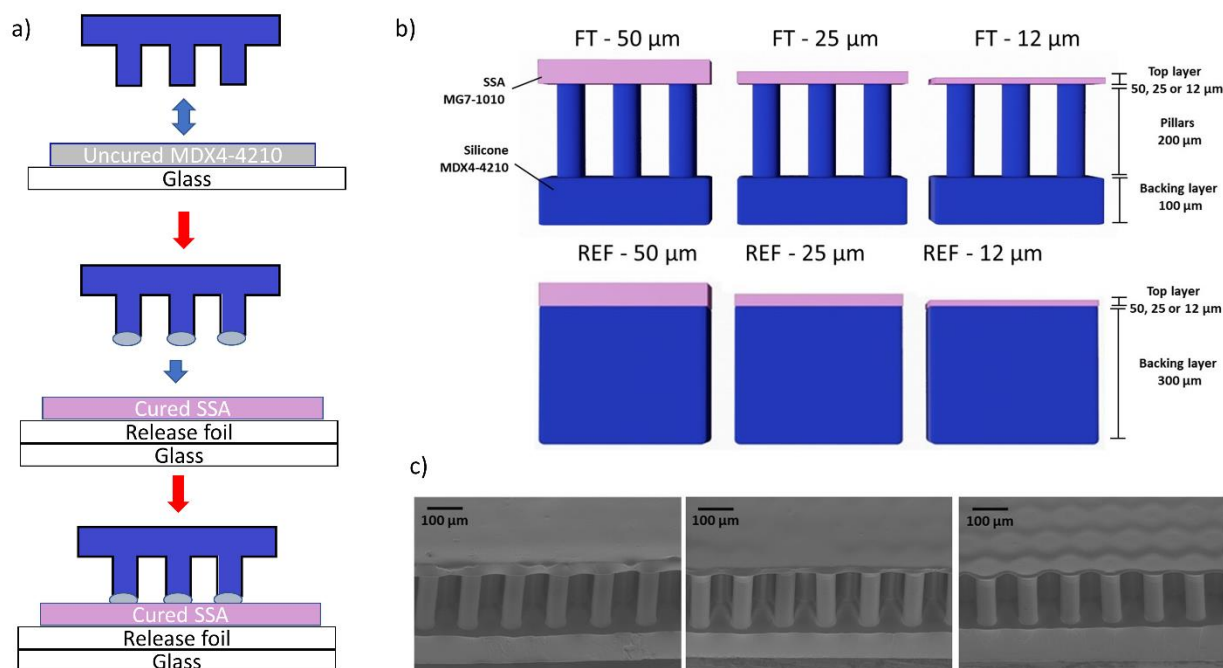 a)
Uncured MDX4-4210
Glass
Cured SSA
Release foil
Glass
Cured SSA
Release foil
Glass
b)
FT - 50 µm
FT - 25 µm
FT - 12 µm
SSA
MG7-1010
Silicone
MDX4-4210
Top layer
50, 25 or 12 µm
Pillars
200 µm
Backing layer
100 µm
REF - 50 µm
REF - 25 µm
REF - 12 µm
Top layer
50, 25 or 12 µm
Backing layer
300 µm
c)
100 µm
100 µm
100 µm